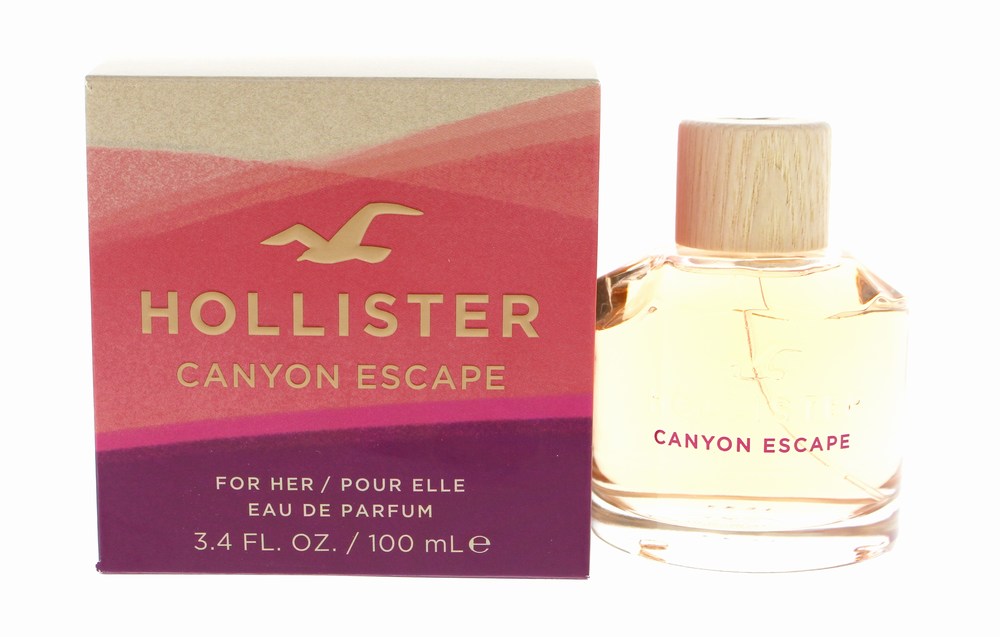 HOLLISTER
CANYON ESCAPE
FOR HER / POUR ELLE
EAU DE PARFUM
3.4 FL. OZ. / 100 mL ℮
CANYON ESCAPE